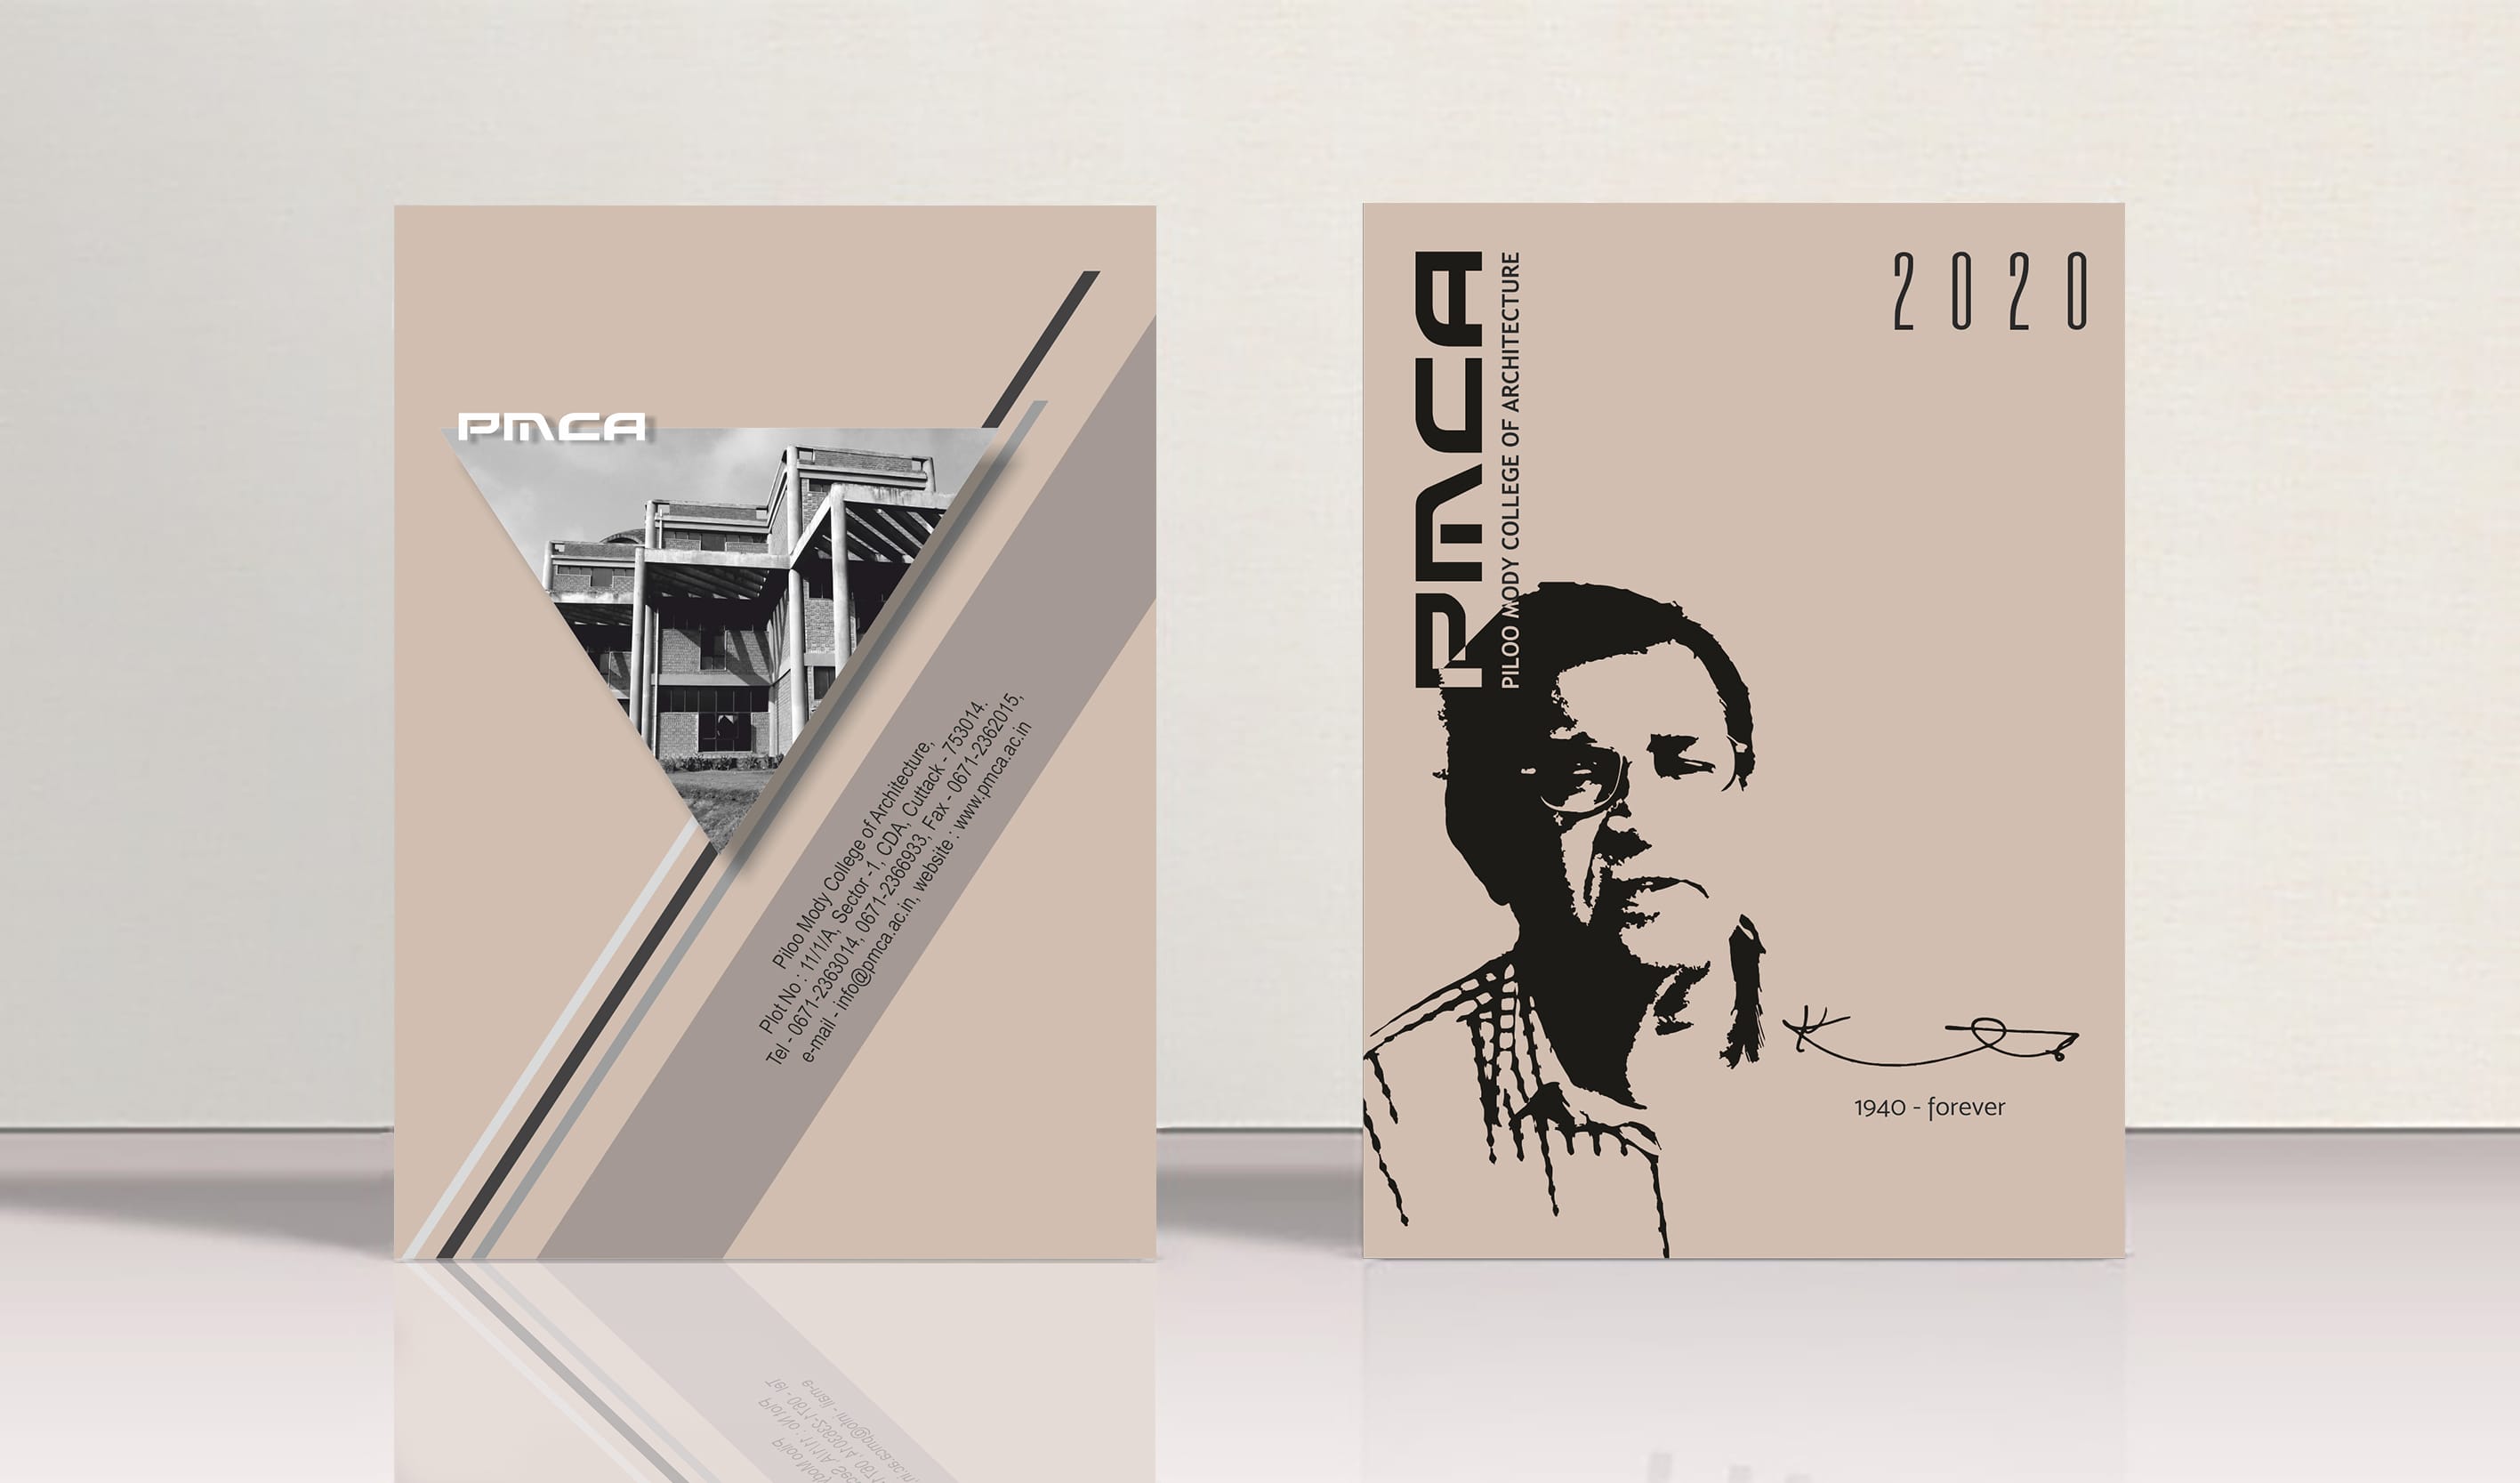 PMCA
Piloo Mody College of Architecture,
Plot No : 11/1/A, Sector -1, CDA, Cuttack - 753014.
Tel - 0671-2363014, 0671-2366933, Fax - 0671-2362015,
e-mail - info@pmca.ac.in, website : www.pmca.ac.in
PMCA
PILOO MODY COLLEGE OF ARCHITECTURE
2020
1940 - forever